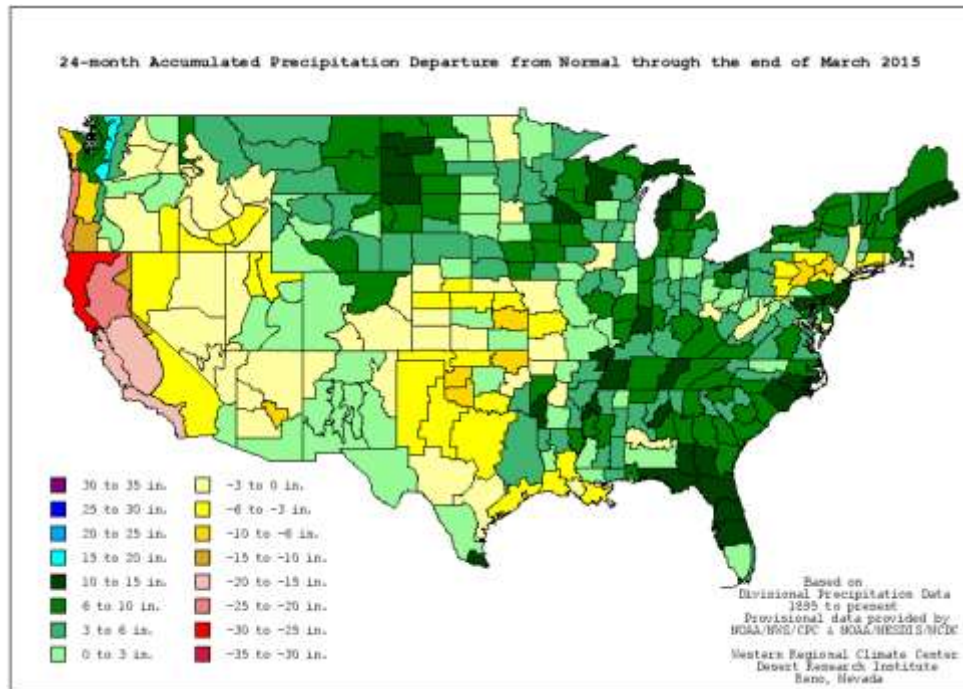 24-month Accumulated Precipitation Departure from Normal through the end of March 2015
30 to 35 in.
25 to 30 in.
20 to 25 in.
15 to 20 in.
10 to 15 in.
6 to 10 in.
3 to 6 in.
0 to 3 in.
-3 to 0 in.
-6 to -3 in.
-10 to -6 in.
-15 to -10 in.
-20 to -15 in.
-25 to -20 in.
-30 to -25 in.
-35 to -30 in.
Based on
Divisional Precipitation Data
1895 to present
Provisional data provided by
NOAA/NWS/CPC & NOAA/NESDIS/NCDC
Western Regional Climate Center
Desert Research Institute
Reno, Nevada